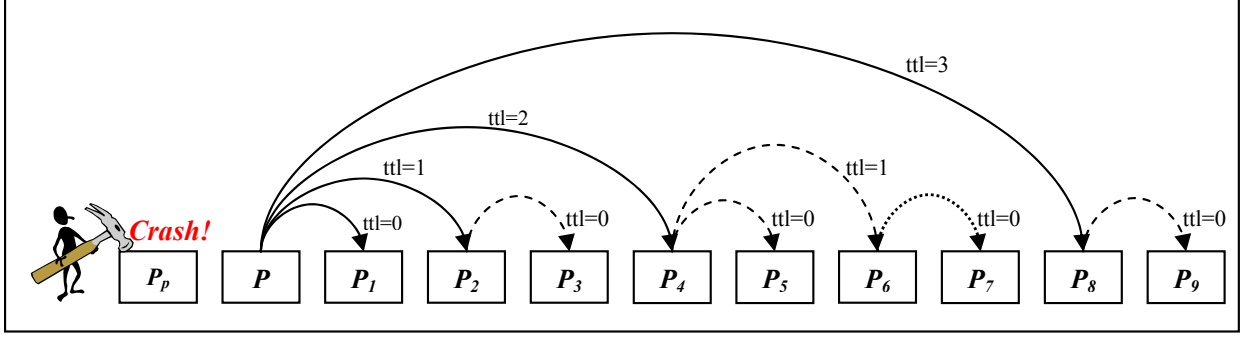 ttl=3
ttl=2
ttl=1
ttl=1
Crash!
ttl=0
ttl=0
ttl=0
ttl=0
ttl=0
Pp P P1 P2 P3 P4 P5 P6 P7 P8 P9